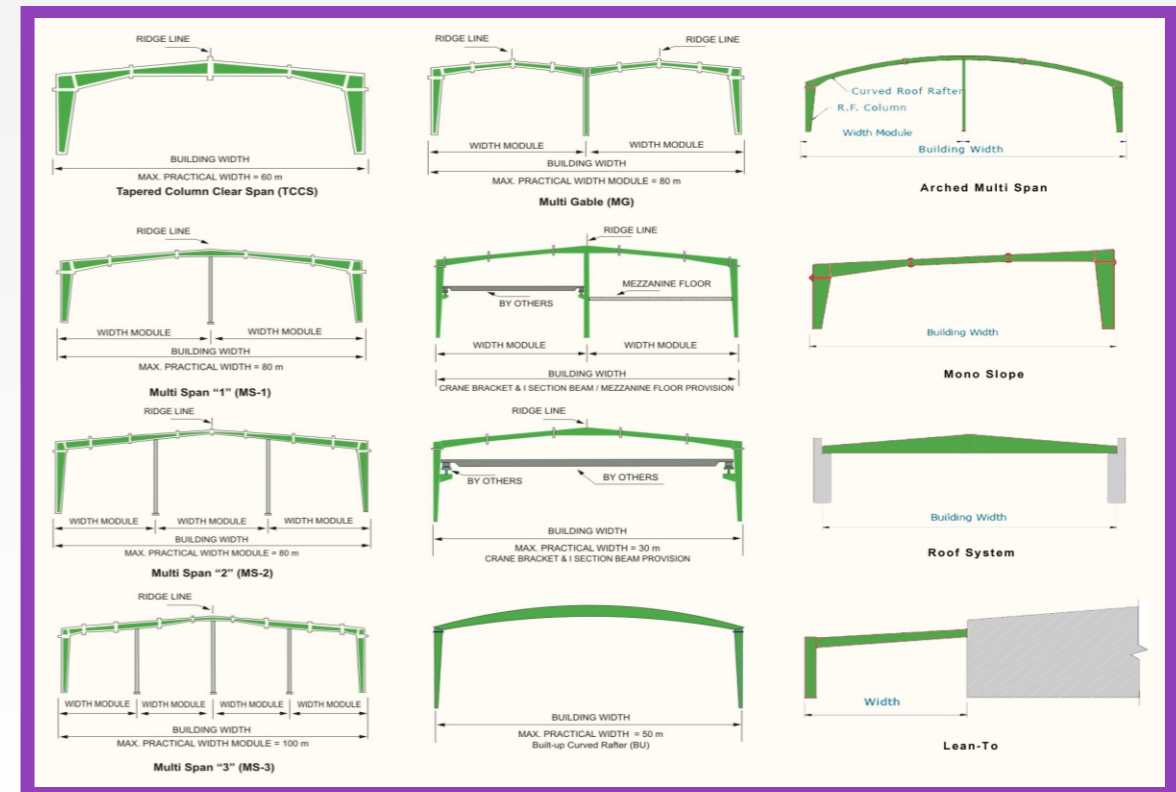 RIDGE LINE
BUILDING WIDTH
MAX. PRACTICAL WIDTH = 60 m
Tapered Column Clear Span (TCCS)
RIDGE LINE
RIDGE LINE
WIDTH MODULE
WIDTH MODULE
BUILDING WIDTH
MAX. PRACTICAL WIDTH MODULE = 80 m
Multi Gable (MG)
Curved Roof Rafter
R.F. Column
Width Module
Building Width
Arched Multi Span
RIDGE LINE
WIDTH MODULE
WIDTH MODULE
BUILDING WIDTH
MAX. PRACTICAL WIDTH = 80 m
Multi Span “1” (MS-1)
RIDGE LINE
MEZZANINE FLOOR
BY OTHERS
WIDTH MODULE
WIDTH MODULE
BUILDING WIDTH
CRANE BRACKET & I SECTION BEAM / MEZZANINE FLOOR PROVISION
Building Width
Mono Slope
RIDGE LINE
WIDTH MODULE
WIDTH MODULE
WIDTH MODULE
BUILDING WIDTH
MAX. PRACTICAL WIDTH MODULE = 80 m
Multi Span “2” (MS-2)
RIDGE LINE
BY OTHERS
BY OTHERS
BUILDING WIDTH
MAX. PRACTICAL WIDTH = 30 m
CRANE BRACKET & I SECTION BEAM PROVISION
Building Width
Roof System
RIDGE LINE
WIDTH MODULE
WIDTH MODULE
WIDTH MODULE
WIDTH MODULE
BUILDING WIDTH
MAX. PRACTICAL WIDTH MODULE = 100 m
Multi Span “3” (MS-3)
BUILDING WIDTH
MAX. PRACTICAL WIDTH = 50 m
Built-up Curved Rafter (BU)
Width
Lean-To